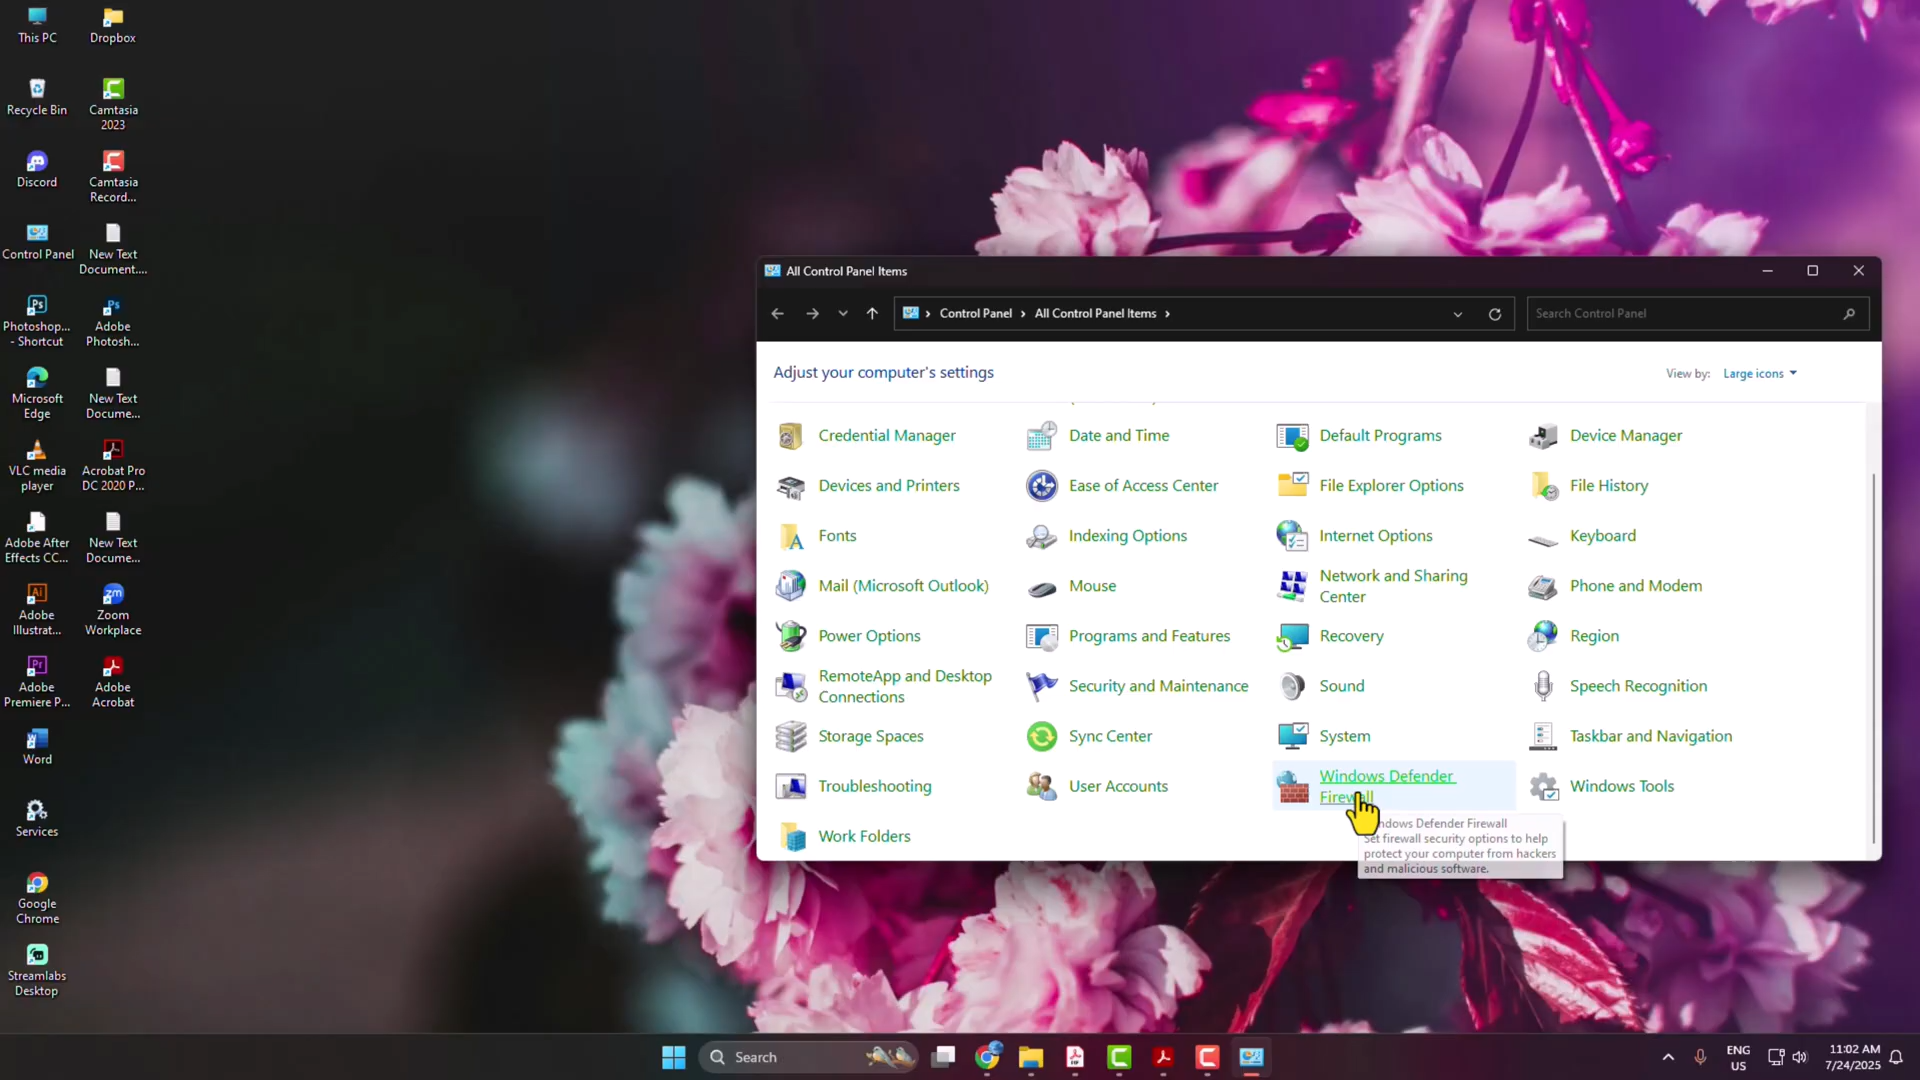 This PC
Dropbox
Recycle Bin
Camtasia
2023
Discord
Camtasia
Record...
Control Panel
New Text
Document....
Photoshop...
- Shortcut
Adobe
Photosh...
Microsoft
Edge
New Text
Docume...
VLC media
player
Acrobat Pro
DC 2020 P...
Adobe After
Effects CC...
New Text
Docume...
Adobe
Illustrat...
Zoom
Workplace
Adobe
Premiere P...
Adobe
Acrobat
Word
Services
Google
Chrome
Streamlabs
Desktop
All Control Panel Items
Control Panel > All Control Panel Items >
Search Control Panel
Adjust your computer's settings
View by: Large icons
Credential Manager
Date and Time
Default Programs
Device Manager
Devices and Printers
Ease of Access Center
File Explorer Options
File History
Fonts
Indexing Options
Internet Options
Keyboard
Mail (Microsoft Outlook)
Mouse
Network and Sharing
Center
Phone and Modem
Power Options
Programs and Features
Recovery
Region
RemoteApp and Desktop
Connections
Security and Maintenance
Sound
Speech Recognition
Storage Spaces
Sync Center
System
Taskbar and Navigation
Troubleshooting
User Accounts
Windows Defender
Firewall
Windows Tools
Work Folders
Defender Firewall
Set firewall security options to help
protect your computer from hackers
and malicious software.
Search
ENG
US
11:02 AM
7/24/2025